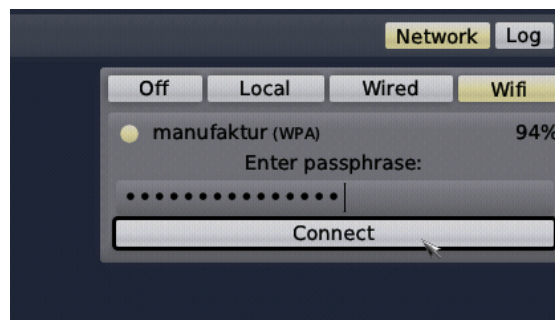 Network Log
Off Local Wired Wifi
manufaktur (WPA) 94%
Enter passphrase:
•••••••••••••••
Connect